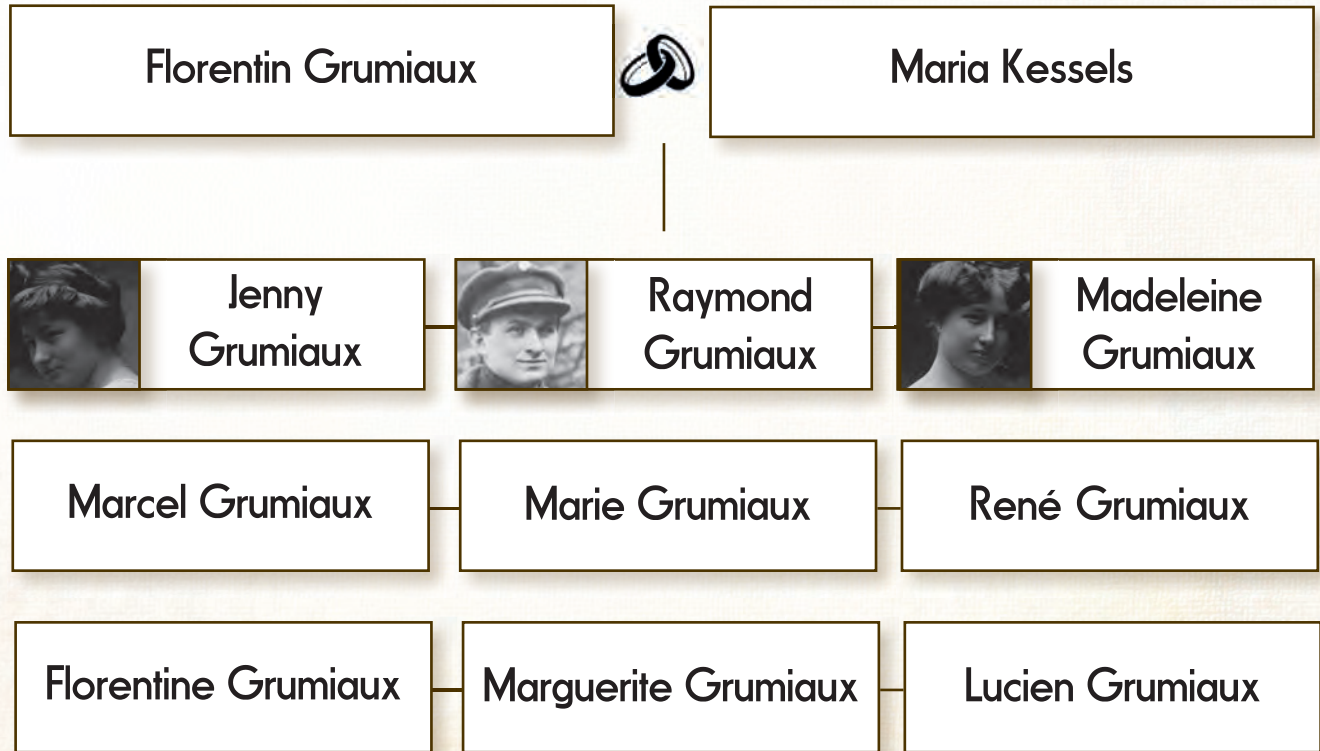 Florentin Grumiaux
Maria Kessels
Jenny
Grumiaux
Raymond
Grumiaux
Madeleine
Grumiaux
Marcel Grumiaux
Marie Grumiaux
René Grumiaux
Florentine Grumiaux
Marguerite Grumiaux
Lucien Grumiaux